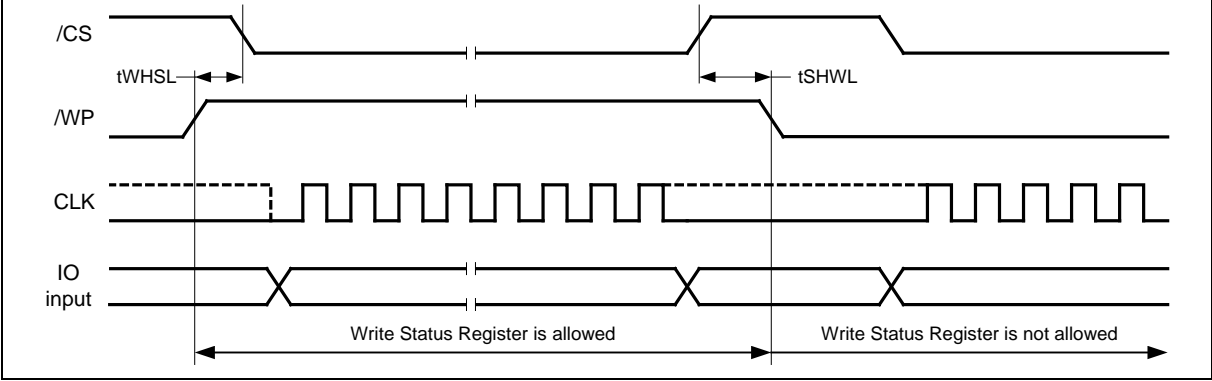 /CS
tWHSL
tSHWL
/WP
CLK
IO
input
Write Status Register is allowed
Write Status Register is not allowed